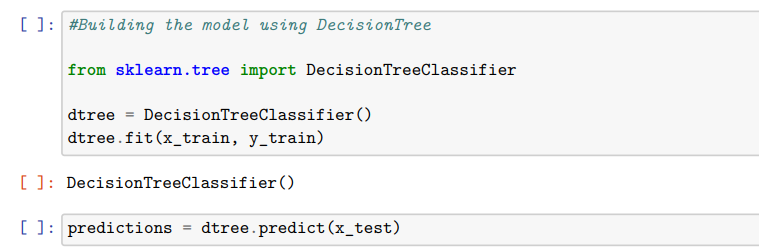 [ ]: #Building the model using DecisionTree
from sklearn.tree import DecisionTreeClassifier
dtree = DecisionTreeClassifier()
dtree.fit(x_train, y_train)
[ ]: DecisionTreeClassifier()
[ ]: predictions = dtree.predict(x_test)